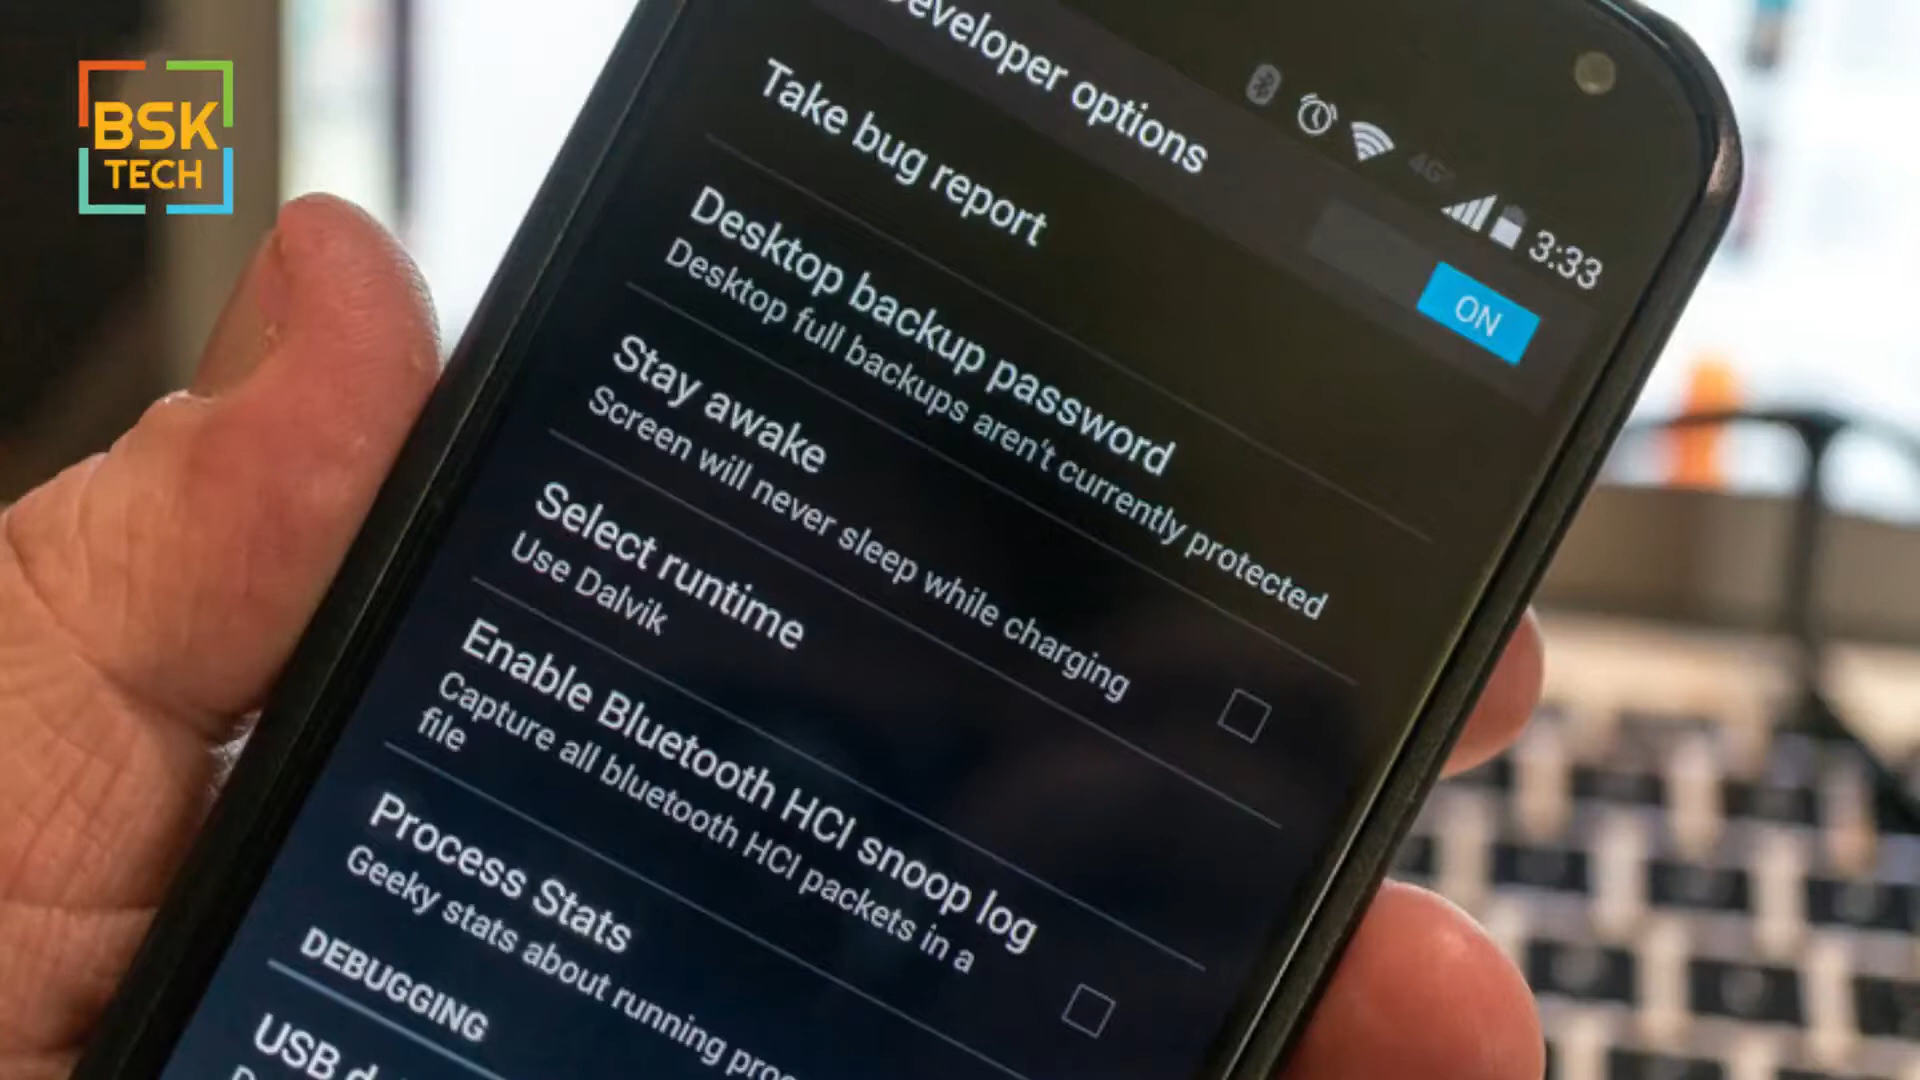 BSK
TECH
4G
3:33
Developer options
ON
Take bug report
Desktop backup password
Desktop full backups aren't currently protected
Stay awake
Screen will never sleep while charging
Select runtime
Use Dalvik
Enable Bluetooth HCI snoop log
Capture all bluetooth HCI packets in a
file
Process Stats
Geeky stats about running
DEBUGGING
USB